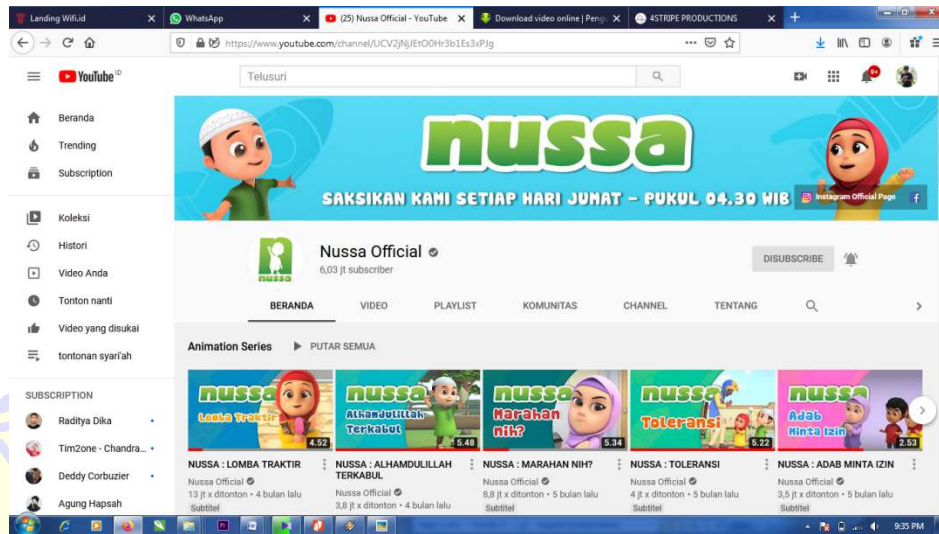 Landing Wifi.id
WhatsApp
(25) Nussa Official - YouTube
Download video online | Peng
4STRIPE PRODUCTIONS
https://www.youtube.com/channel/UCV2jNjJEtO0Hr3b1Es3xPJg
YouTube ID
Telusuri
9+
Beranda
Trending
Subscription
Koleksi
Histori
Video Anda
Tonton nanti
Video yang disukai
tontonan syari'ah
SUBSCRIPTION
Raditya Dika
Tim2one - Chandra...
Deddy Corbuzier
Agung Hapsah
nussa
SAKSIKAN KAMI SETIAP HARI JUMAT - PUKUL 04.30 WIB
Instagram Official Page
nussa
Nussa Official
6,03 jt subscriber
DISUBSCRIBE
BERANDA
VIDEO
PLAYLIST
KOMUNITAS
CHANNEL
TENTANG
Animation Series
PUTAR SEMUA
nussa
Lomba Traktir
4.52
NUSSA : LOMBA TRAKTIR
Nussa Official
13 jt x ditonton • 4 bulan lalu
Subtitel
nussa
Alhamdulillah
Terkabul
5.48
NUSSA : ALHAMDULILLAH
TERKABUL
Nussa Official
3,8 jt x ditonton • 4 bulan lalu
nussa
Marahan
nih?
5.34
NUSSA : MARAHAN NIH?
Nussa Official
8,8 jt x ditonton • 5 bulan lalu
Subtitel
nussa
Toleransi
5.22
NUSSA : TOLERANSI
Nussa Official
4 jt x ditonton • 5 bulan lalu
Subtitel
nussa
Adab
Minta Izin
2.53
NUSSA : ADAB MINTA IZIN
Nussa Official
3,5 jt x ditonton • 5 bulan lalu
Subtitel
9:35 PM